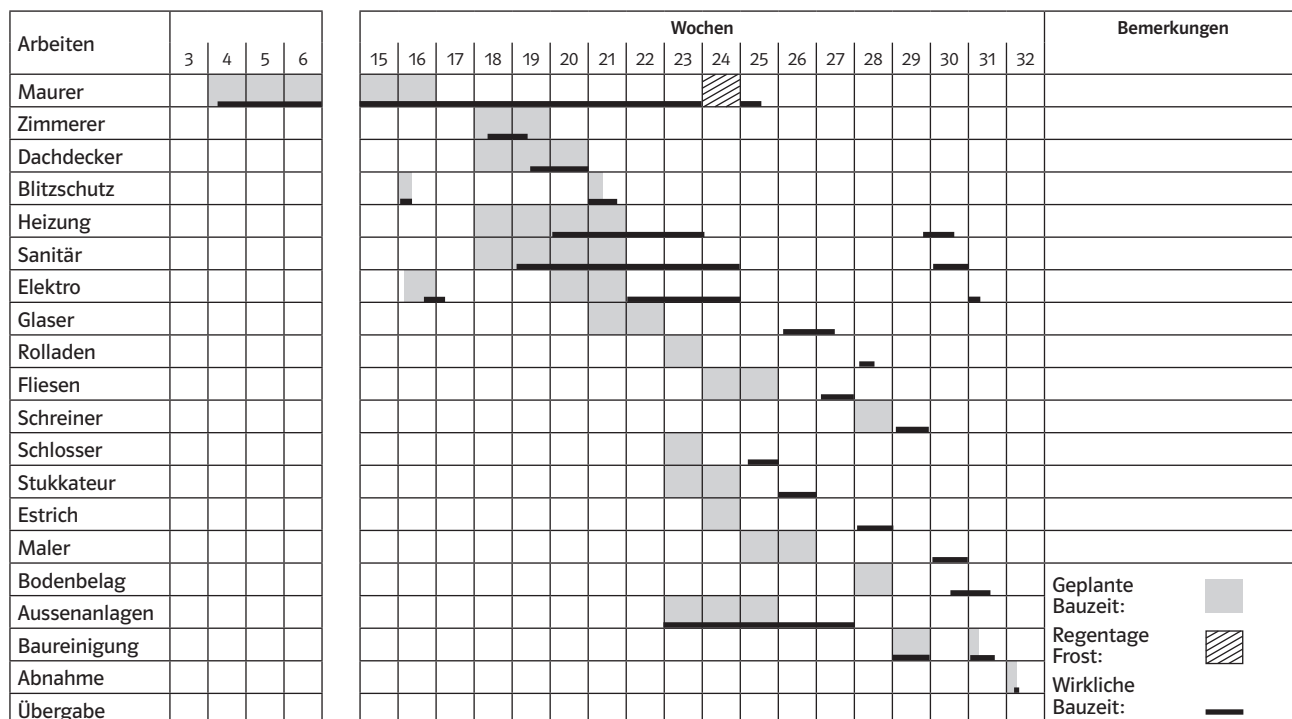 Wochen
Bemerkungen
Arbeiten
3 4 5 6 15 16 17 18 19 20 21 22 23 24 25 26 27 28 29 30 31 32
Maurer
Zimmerer
Dachdecker
Blitzschutz
Heizung
Sanitär
Elektro
Glaser
Rolladen
Fliesen
Schreiner
Schlosser
Stukkateur
Estrich
Maler
Bodenbelag
Aussenanlagen
Baureinigung
Abnahme
Übergabe
Geplante
Bauzeit:
Regentage
Frost:
Wirkliche
Bauzeit: